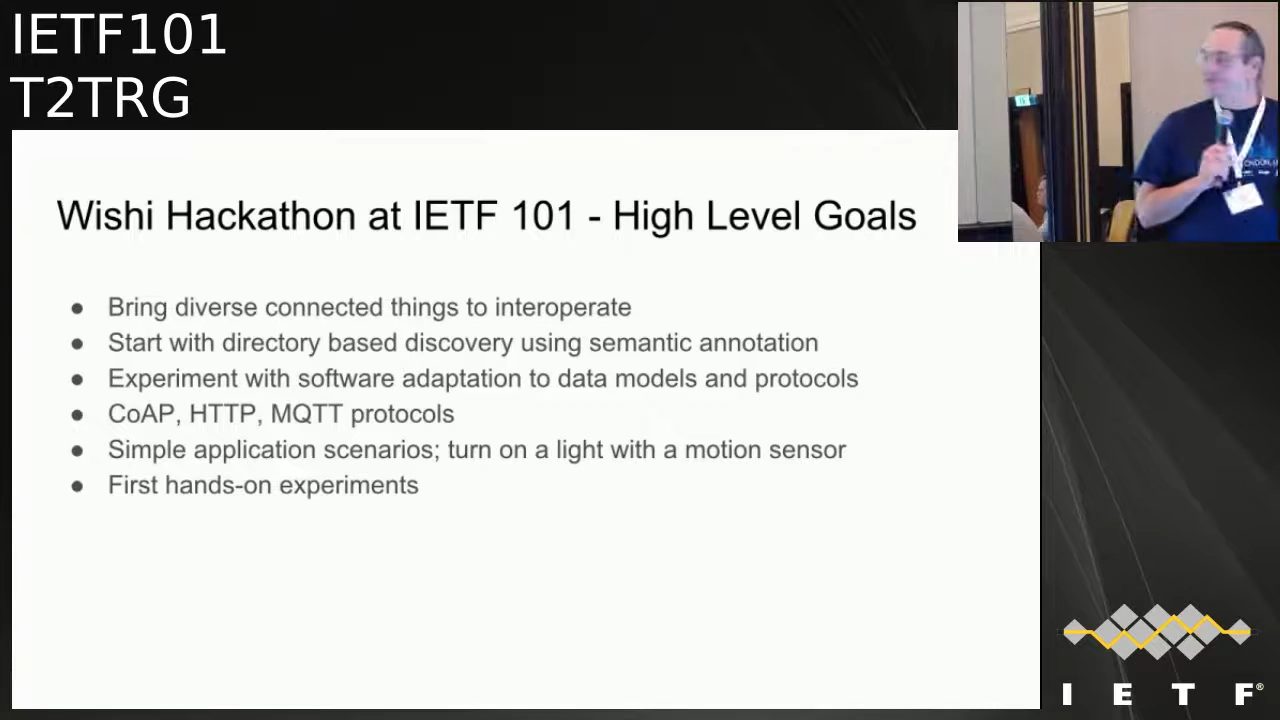 IETF101
T2TRG
Wishi Hackathon at IETF 101 - High Level Goals
● Bring diverse connected things to interoperate
● Start with directory based discovery using semantic annotation
● Experiment with software adaptation to data models and protocols
● CoAP, HTTP, MQTT protocols
● Simple application scenarios; turn on a light with a motion sensor
● First hands-on experiments
I E T F®